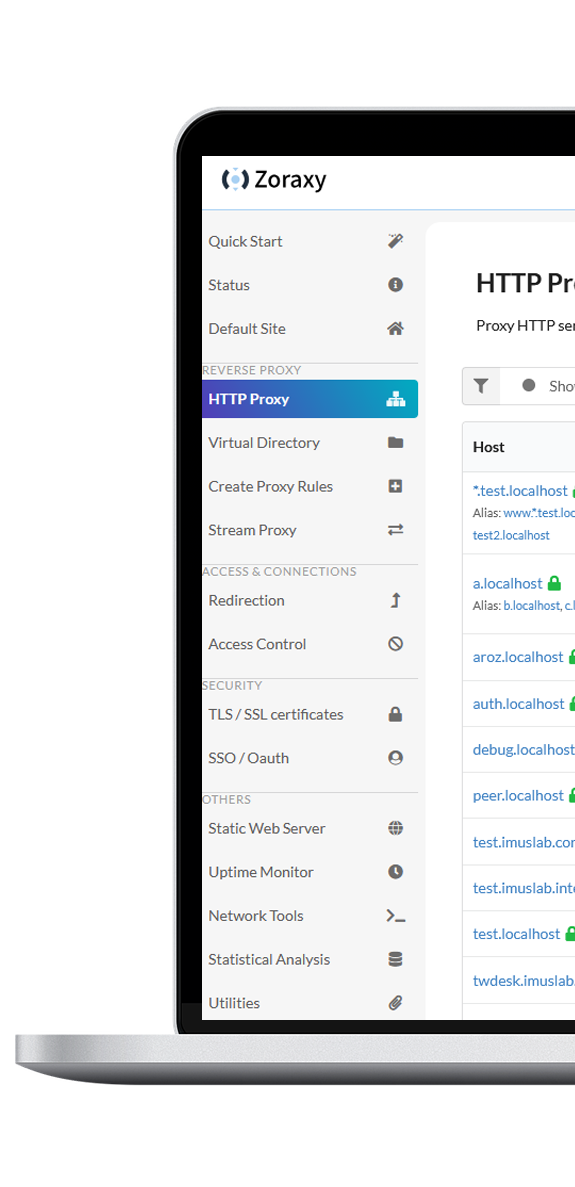 Zoraxy
Quick Start
Status
Default Site
REVERSE PROXY
HTTP Proxy
Virtual Directory
Create Proxy Rules
Stream Proxy
ACCESS & CONNECTIONS
Redirection
Access Control
SECURITY
TLS / SSL certificates
SSO / Oauth
OTHERS
Static Web Server
Uptime Monitor
Network Tools
Statistical Analysis
Utilities
HTTP Pr
Proxy HTTP ser
Sho
Host
*.test.localhost
Alias: www.*.test.loc
test2.localhost
a.localhost
Alias: b.localhost, c.l
aroz.localhost
auth.localhost
debug.localhost
peer.localhost
test.imuslab.cor
test.imuslab.int
test.localhost
twdesk.imuslab.